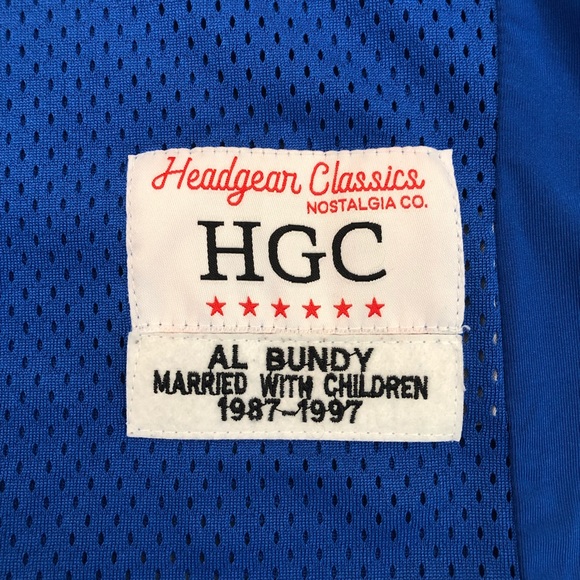 Headgear Classics
NOSTALGIA CO.
HGC
AL BUNDY
MARRIED WITH CHILDREN
1987-1997